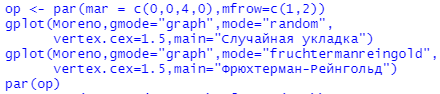 op <- par(mar = c(0,0,4,0),mfrow=c(1,2))
gplot(Moreno,gmode="graph",mode="random",
vertex.cex=1.5,main="Случайная укладка")
gplot(Moreno,gmode="graph",mode="fruchtermanreingold",
vertex.cex=1.5,main="Фрюхтерман-Рейнгольд")
par(op)